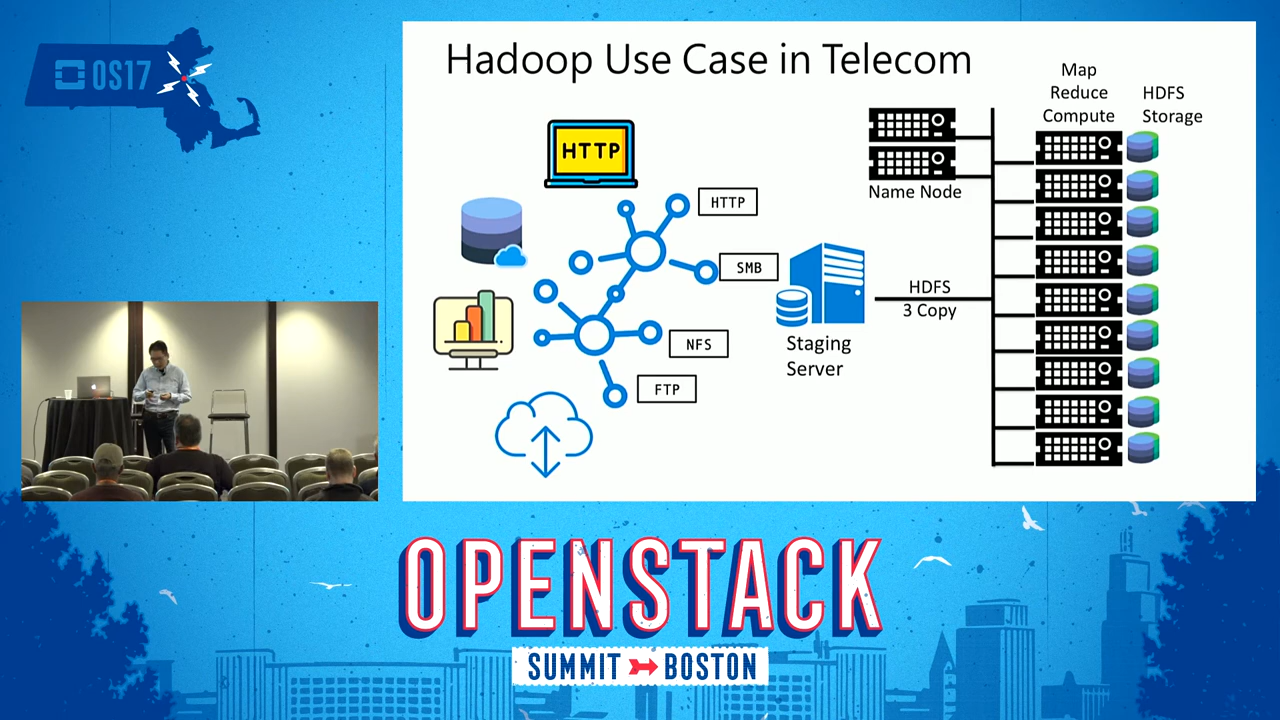 OS17
Hadoop Use Case in Telecom
Map
Reduce
Compute
HDFS
Storage
HTTP
HTTP
Name Node
SMB
HDFS
3 Copy
NFS
Staging
Server
FTP
OPENSTACK
SUMMIT BOSTON